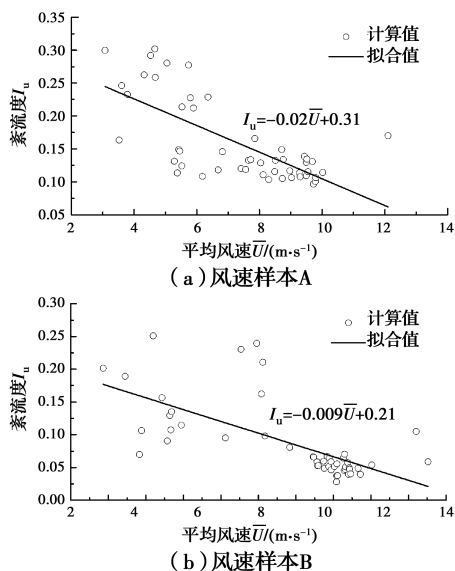 0.35
0.30
0.25
0.20
0.15
0.10
0.05
紊流度Iu
计算值
拟合值
Iu=-0.02U̅+0.31
2 4 6 8 10 12 14
平均风速U̅/(m·s⁻¹)
(a)风速样本A
0.30
0.25
0.20
0.15
0.10
0.05
0.00
紊流度Iu
计算值
拟合值
Iu=-0.009U̅+0.21
2 4 6 8 10 12 14
平均风速U̅/(m·s⁻¹)
(b)风速样本B